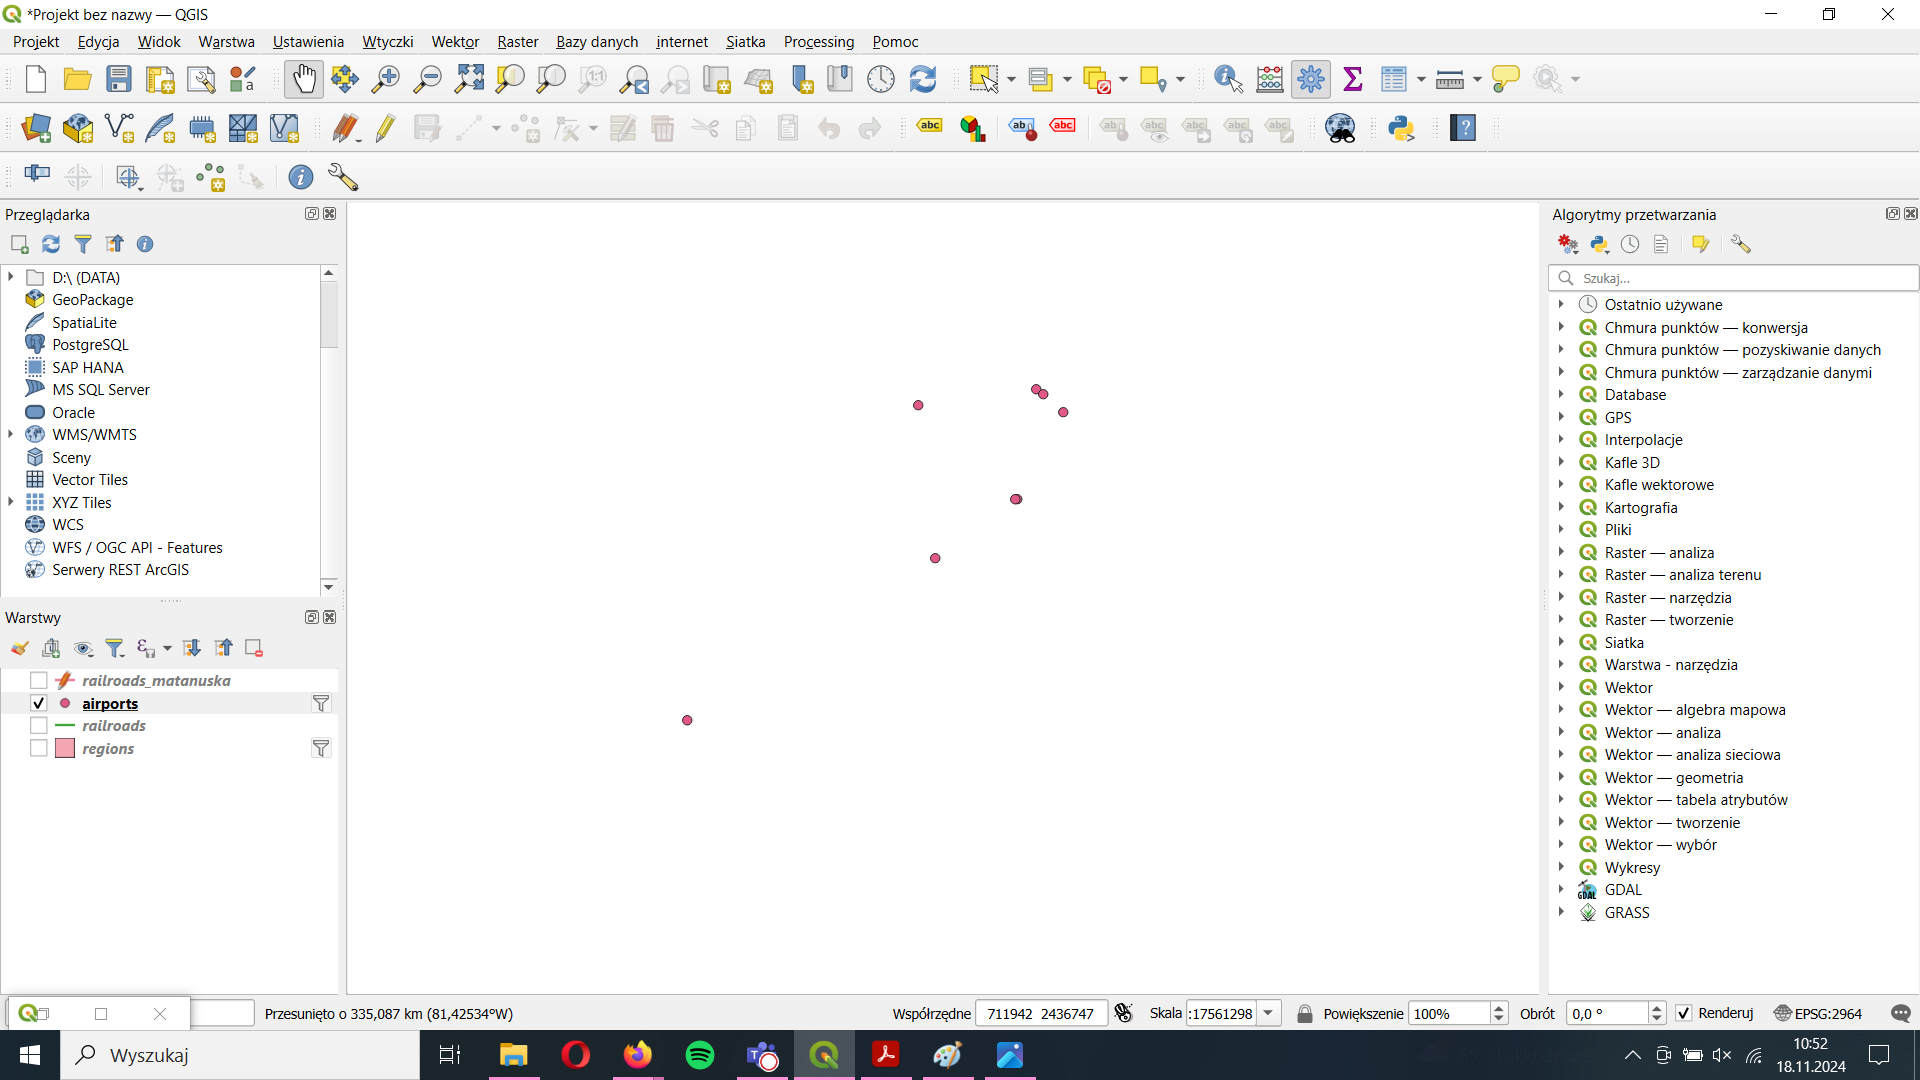 *Projekt bez nazwy — QGIS
Projekt Edycja Widok Warstwa Ustawienia Wtyczki Wektor Raster Bazy danych internet Siatka Processing Pomoc
1:1
a
abc abc abc
Przeglądarka
D:\ (DATA)
GeoPackage
SpatiaLite
PostgreSQL
SAP HANA
MS SQL Server
Oracle
WMS/WMTS
Sceny
Vector Tiles
XYZ Tiles
WCS
WFS / OGC API - Features
Serwery REST ArcGIS
Warstwy
railroads_matanuska
airports
railroads
regions
Algorytmy przetwarzania
Szukaj...
Ostatnio używane
Chmura punktów — konwersja
Chmura punktów — pozyskiwanie danych
Chmura punktów — zarządzanie danymi
Database
GPS
Interpolacje
Kafle 3D
Kafle wektorowe
Kartografia
Pliki
Raster — analiza
Raster — analiza terenu
Raster — narzędzia
Raster — tworzenie
Siatka
Warstwa - narzędzia
Wektor
Wektor — algebra mapowa
Wektor — analiza
Wektor — analiza sieciowa
Wektor — geometria
Wektor — tabela atrybutów
Wektor — tworzenie
Wektor — wybór
Wykresy
GDAL
GRASS
Przesunięto o 335,087 km (81,42534°W)
Współrzędne 711942 2436747 Skala :17561298 Powiększenie 100% Obrót 0,0 ° Renderuj EPSG:2964
Wyszukaj
10:52
18.11.2024